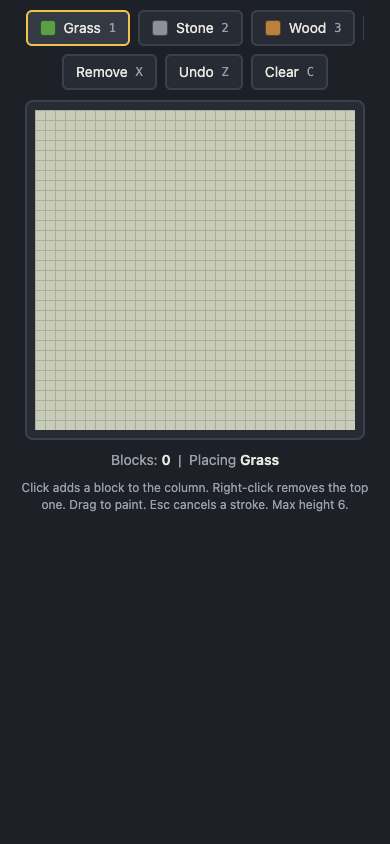 Grass 1 Stone 2 Wood 3
Remove X Undo Z Clear C
Blocks: 0 | Placing Grass
Click adds a block to the column. Right-click removes the top
one. Drag to paint. Esc cancels a stroke. Max height 6.